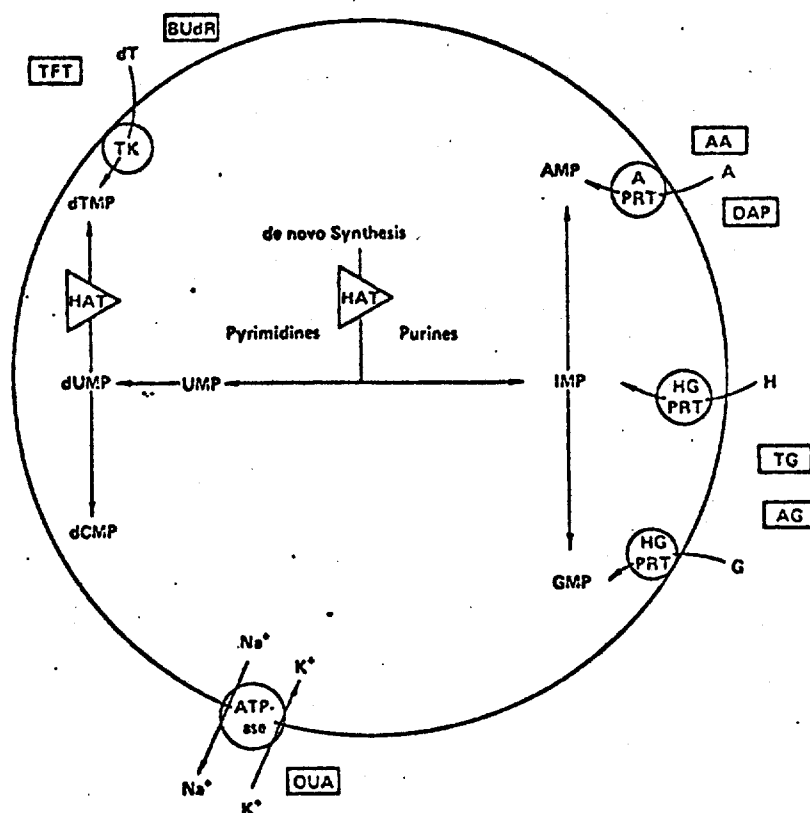 BUdR
dT
TFT
TK
dTMP
HAT
dUMP
UMP
dCMP
de novo Synthesis
HAT
Pyrimidines
Purines
AMP
A
PRT
AA
A
DAP
IMP
HG
PRT
H
TG
AG
HG
PRT
G
GMP
Na⁺
K⁺
ATP-
ase
Na⁺
K⁺
OUA